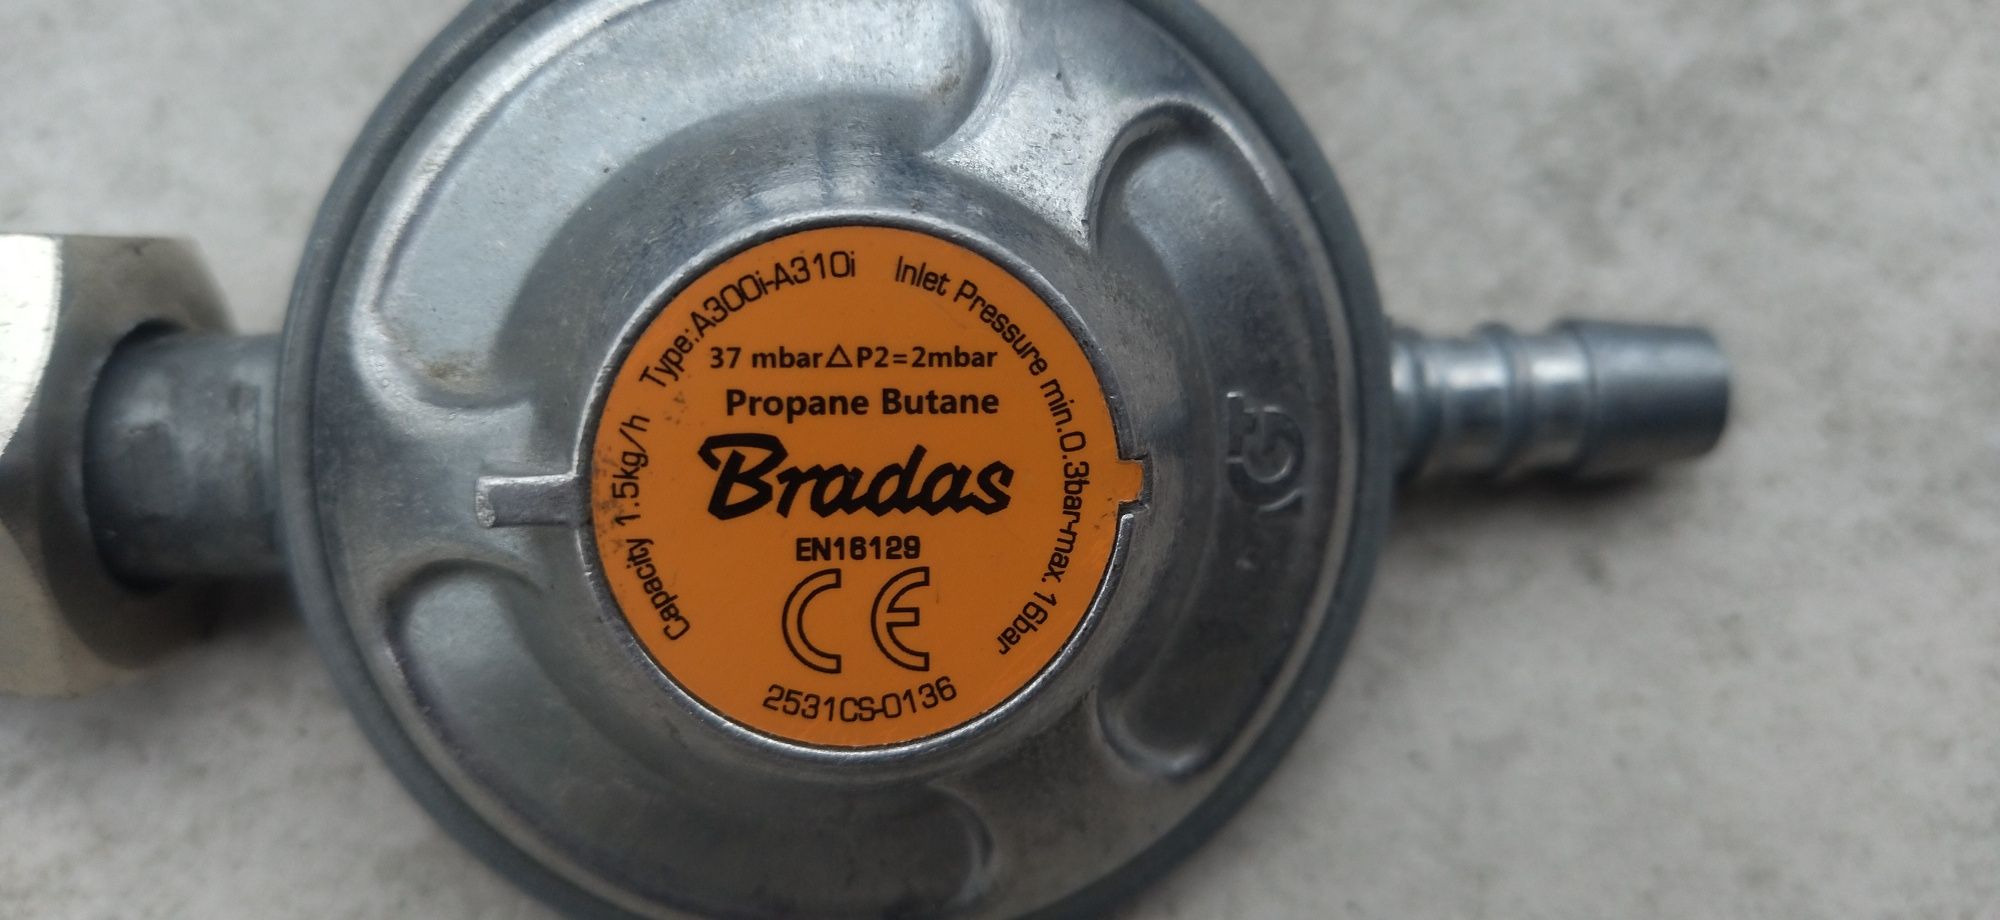 Type:A300i-A310i
Inlet Pressure min.0.3bar-max.16bar
37 mbar△P2=2mbar
Propane Butane
Bradas
Capacity 1.5kg/h
EN16129
CE
2531CS-0136